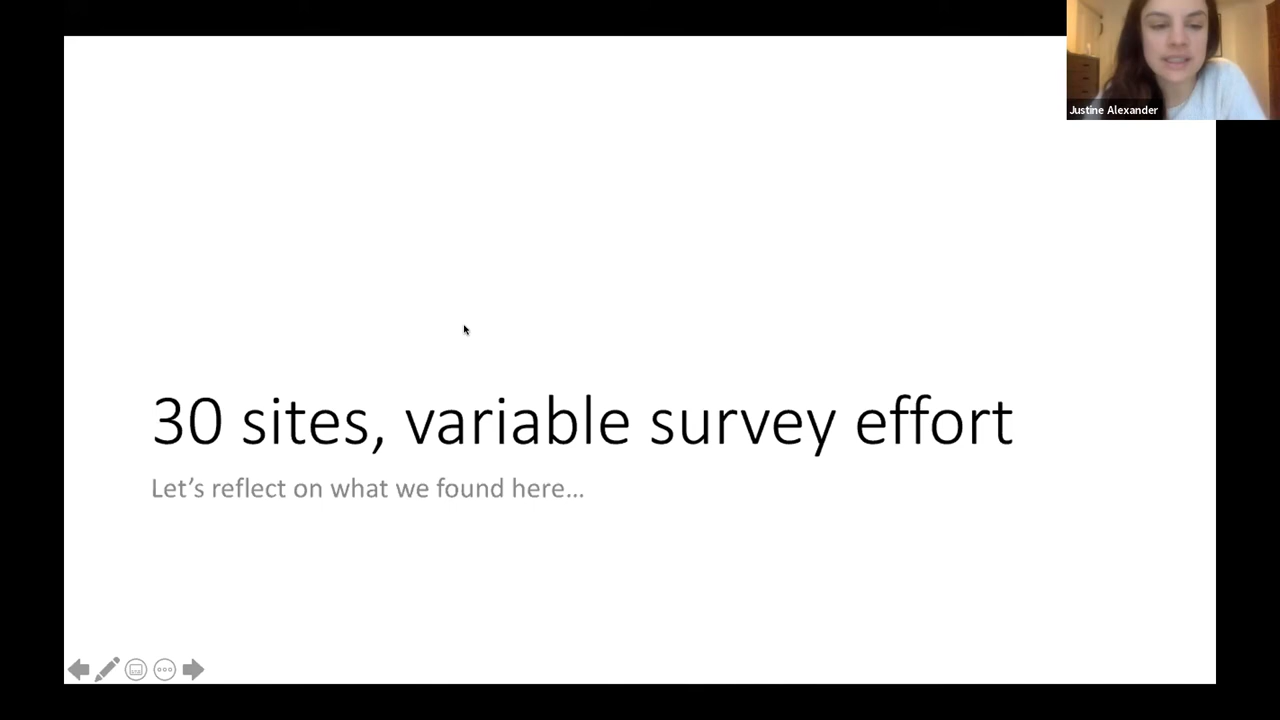 Justine Alexander
30 sites, variable survey effort
Let's reflect on what we found here...